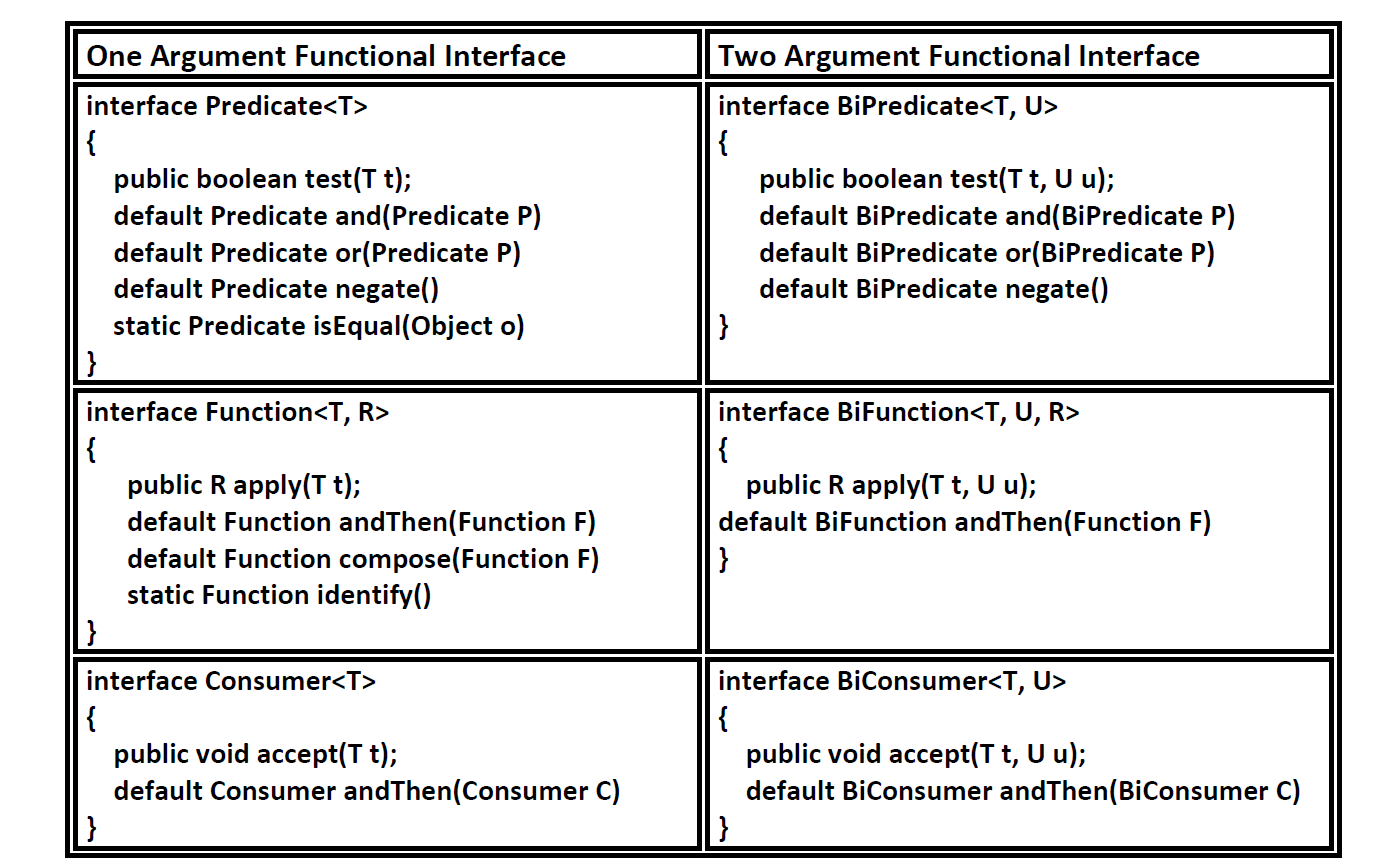 One Argument Functional Interface
Two Argument Functional Interface
interface Predicate<T>
{
public boolean test(T t);
default Predicate and(Predicate P)
default Predicate or(Predicate P)
default Predicate negate()
static Predicate isEqual(Object o)
}
interface BiPredicate<T, U>
{
public boolean test(T t, U u);
default BiPredicate and(BiPredicate P)
default BiPredicate or(BiPredicate P)
default BiPredicate negate()
}
interface Function<T, R>
{
public R apply(T t);
default Function andThen(Function F)
default Function compose(Function F)
static Function identify()
}
interface BiFunction<T, U, R>
{
public R apply(T t, U u);
default BiFunction andThen(Function F)
}
interface Consumer<T>
{
public void accept(T t);
default Consumer andThen(Consumer C)
}
interface BiConsumer<T, U>
{
public void accept(T t, U u);
default BiConsumer andThen(BiConsumer C)
}